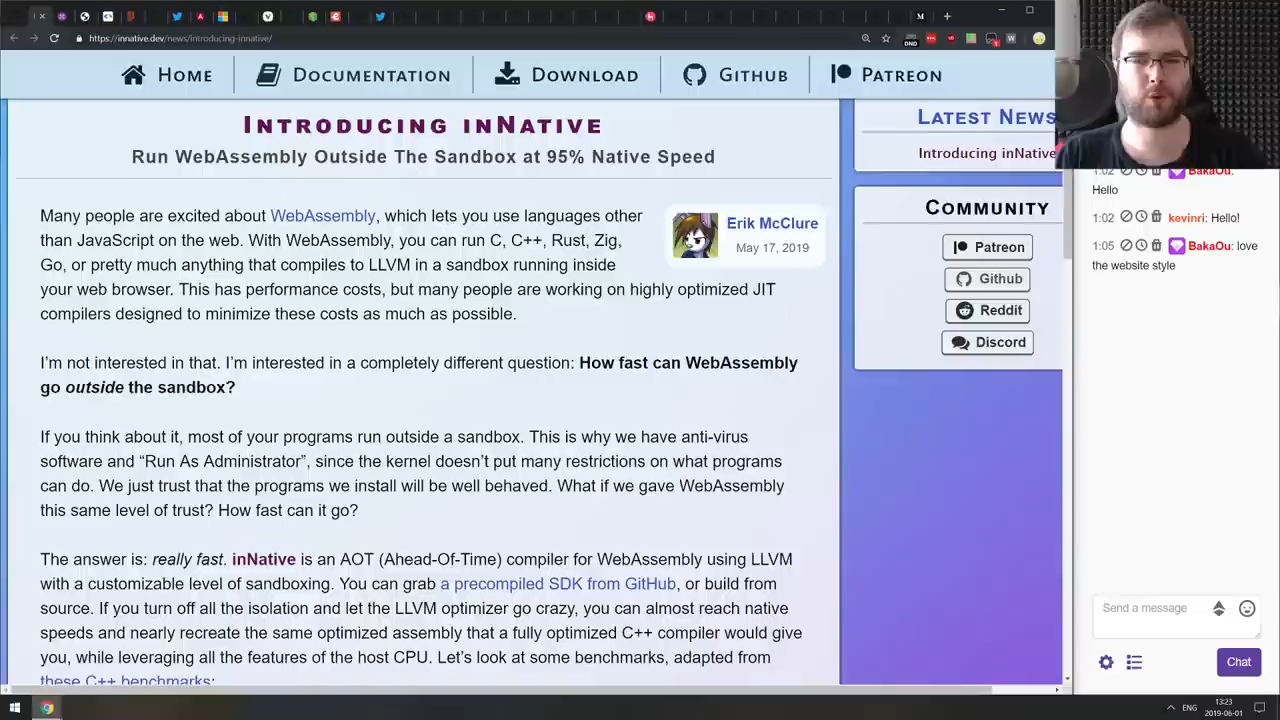 https://innative.dev/news/introducing-innative/
DND
Home
Documentation
Download
Github
Patreon
Introducing inNative
Run WebAssembly Outside The Sandbox at 95% Native Speed
Many people are excited about WebAssembly, which lets you use languages other
than JavaScript on the web. With WebAssembly, you can run C, C++, Rust, Zig,
Go, or pretty much anything that compiles to LLVM in a sandbox running inside
your web browser. This has performance costs, but many people are working on highly optimized JIT
compilers designed to minimize these costs as much as possible.
Erik McClure
May 17, 2019
I'm not interested in that. I'm interested in a completely different question: How fast can WebAssembly
go outside the sandbox?
If you think about it, most of your programs run outside a sandbox. This is why we have anti-virus
software and “Run As Administrator”, since the kernel doesn't put many restrictions on what programs
can do. We just trust that the programs we install will be well behaved. What if we gave WebAssembly
this same level of trust? How fast can it go?
The answer is: really fast. inNative is an AOT (Ahead-Of-Time) compiler for WebAssembly using LLVM
with a customizable level of sandboxing. You can grab a precompiled SDK from GitHub, or build from
source. If you turn off all the isolation and let the LLVM optimizer go crazy, you can almost reach native
speeds and nearly recreate the same optimized assembly that a fully optimized C++ compiler would give
you, while leveraging all the features of the host CPU. Let's look at some benchmarks, adapted from
these C++ benchmarks:
Latest News
Introducing inNative
Community
Patreon
Github
Reddit
Discord
1:02 BakaOu:
Hello
1:02 kevinri: Hello!
1:05 BakaOu: love
the website style
Send a message
Chat
ENG
13:23
2019-06-01